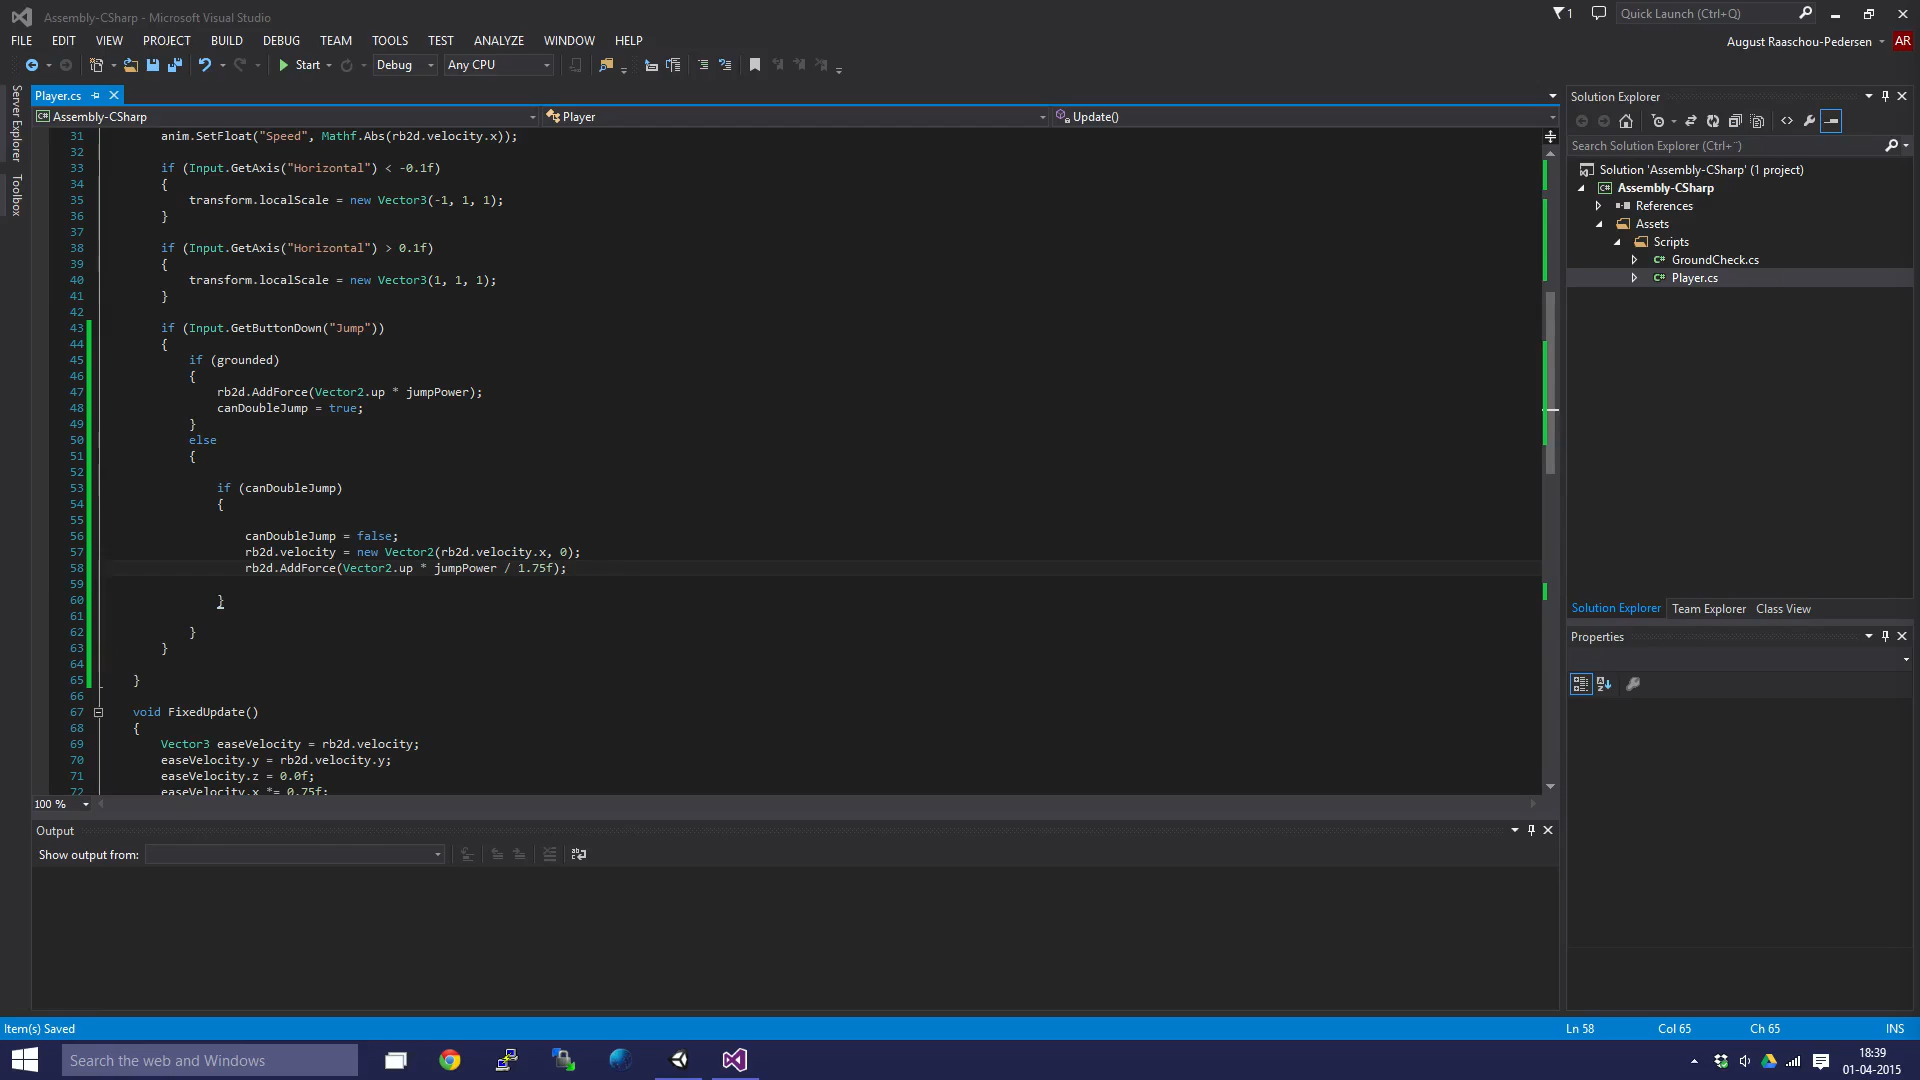 Assembly-CSharp - Microsoft Visual Studio
1
Quick Launch (Ctrl+Q)
FILE EDIT VIEW PROJECT BUILD DEBUG TEAM TOOLS TEST ANALYZE WINDOW HELP
August Raaschou-Pedersen
AR
Start
Debug
Any CPU
Server Explorer
Toolbox
Player.cs
Assembly-CSharp
Player
Update()
31 anim.SetFloat("Speed", Mathf.Abs(rb2d.velocity.x));
32
33 if (Input.GetAxis("Horizontal") < -0.1f)
34 {
35 transform.localScale = new Vector3(-1, 1, 1);
36 }
37
38 if (Input.GetAxis("Horizontal") > 0.1f)
39 {
40 transform.localScale = new Vector3(1, 1, 1);
41 }
42
43 if (Input.GetButtonDown("Jump"))
44 {
45 if (grounded)
46 {
47 rb2d.AddForce(Vector2.up * jumpPower);
48 canDoubleJump = true;
49 }
50 else
51 {
52
53 if (canDoubleJump)
54 {
55
56 canDoubleJump = false;
57 rb2d.velocity = new Vector2(rb2d.velocity.x, 0);
58 rb2d.AddForce(Vector2.up * jumpPower / 1.75f);
59
60 }
61
62 }
63 }
64
65 }
66
67 void FixedUpdate()
68 {
69 Vector3 easeVelocity = rb2d.velocity;
70 easeVelocity.y = rb2d.velocity.y;
71 easeVelocity.z = 0.0f;
72 easeVelocity.x *= 0.75f;
100 %
Output
Show output from:
Solution Explorer
Search Solution Explorer (Ctrl+¨)
Solution 'Assembly-CSharp' (1 project)
Assembly-CSharp
References
Assets
Scripts
GroundCheck.cs
Player.cs
Solution Explorer Team Explorer Class View
Properties
Item(s) Saved
Ln 58 Col 65 Ch 65 INS
Search the web and Windows
18:39
01-04-2015